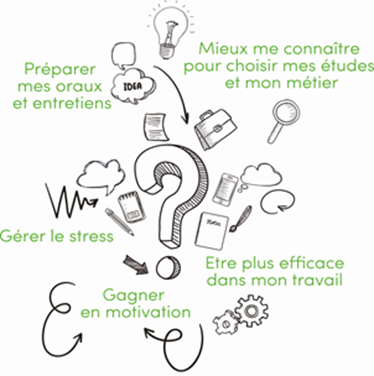 Mieux me connaître
pour choisir mes études
et mon métier
Préparer
mes oraux
et entretiens
IDEA
Gérer le stress
Notes
Etre plus efficace
dans mon travail
Gagner
en motivation